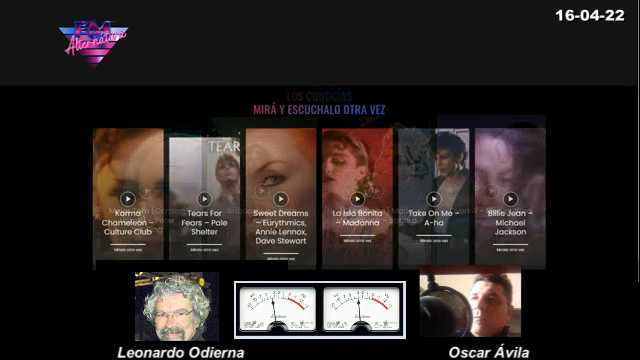 16-04-22
FM
Alternativa
LOS CONOCÍAS
MIRÁ Y ESCUCHALO OTRA VEZ
TEAR
Karma
Chameleon –
Culture Club
Tears For
Fears – Pale
Shelter
Sweet Dreams
– Eurythmics,
Annie Lennox,
Dave Stewart
La Isla Bonita
– Madonna
Take On Me –
A-ha
Billie Jean –
Michael
Jackson
Leonardo Odierna
Oscar Ávila